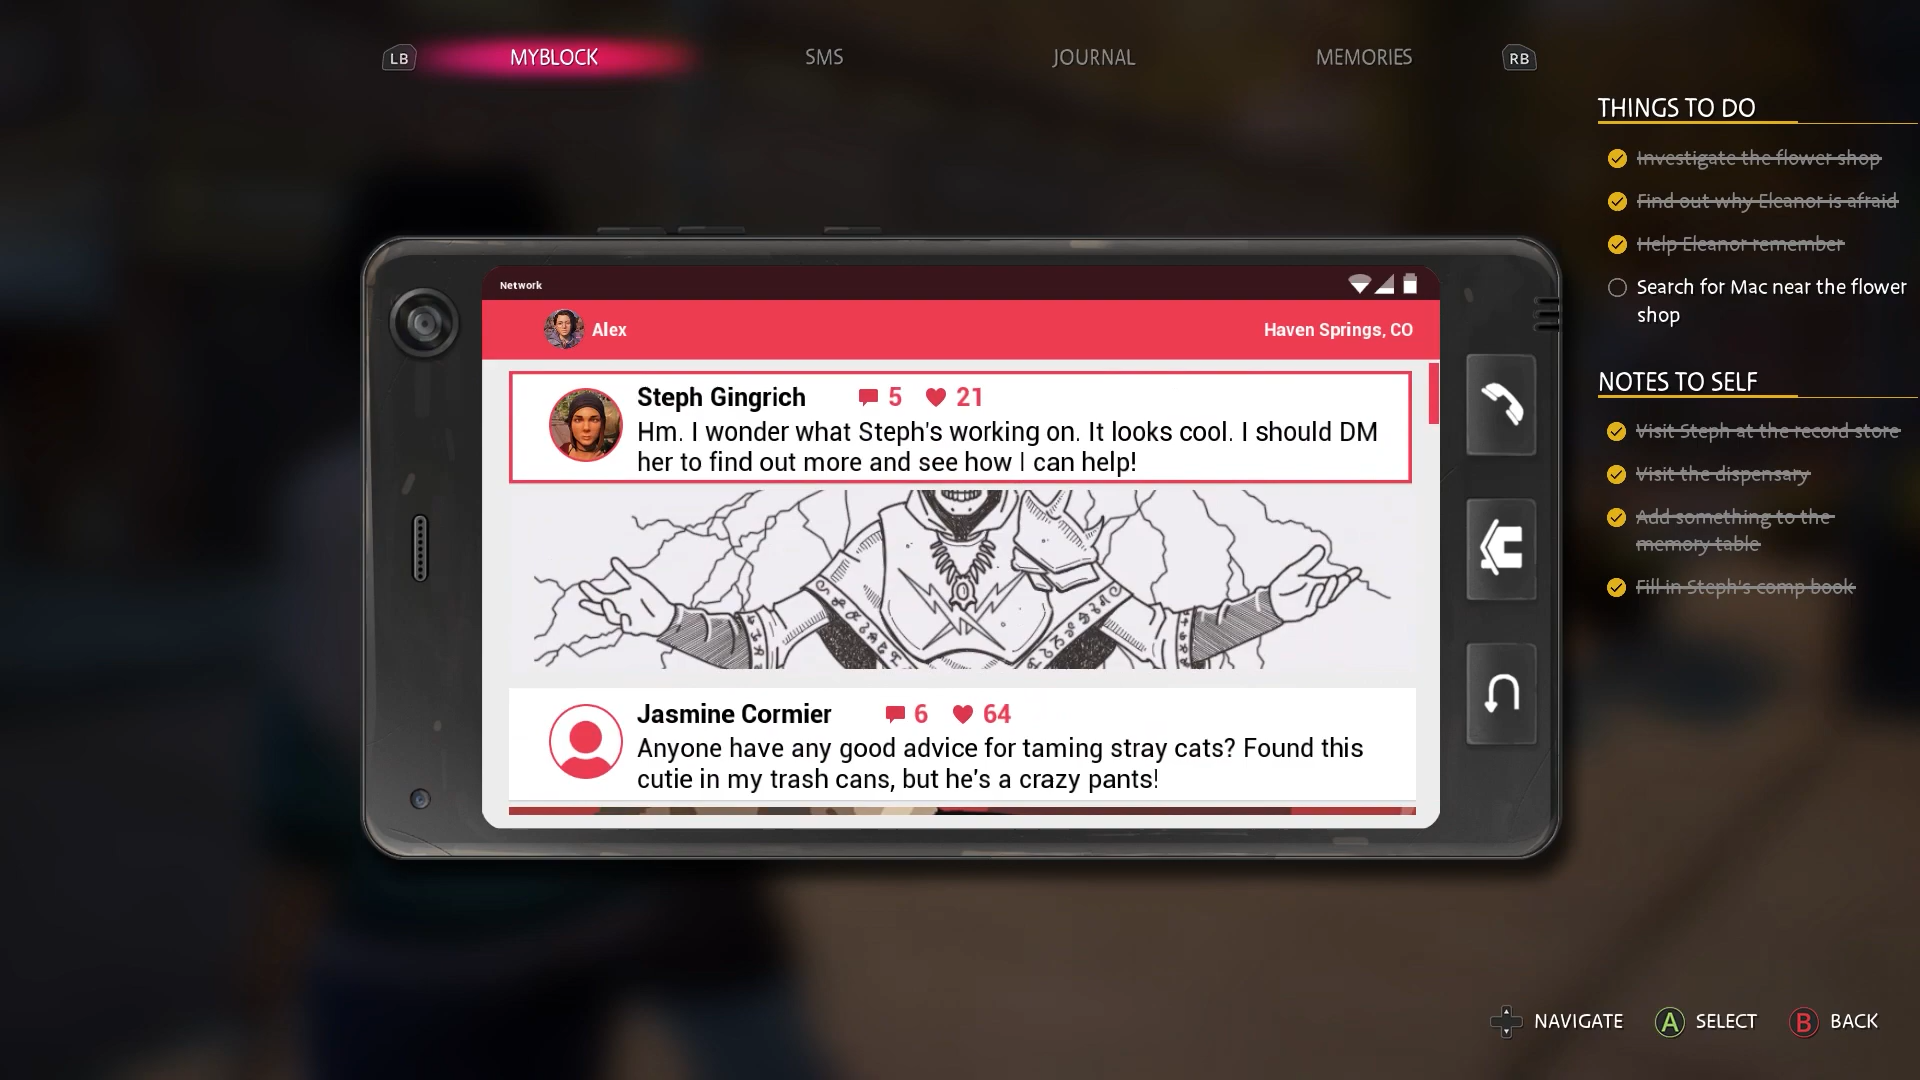 LB
MYBLOCK
SMS
JOURNAL
MEMORIES
RB
THINGS TO DO
Investigate the flower shop
Find out why Eleanor is afraid
Help Eleanor remember
Search for Mac near the flower
shop
NOTES TO SELF
Visit Steph at the record store
Visit the dispensary
Add something to the
memory table
Fill in Steph's comp book
Network
Alex
Haven Springs, CO
Steph Gingrich 5 21
Hm. I wonder what Steph's working on. It looks cool. I should DM
her to find out more and see how I can help!
Jasmine Cormier 6 64
Anyone have any good advice for taming stray cats? Found this
cutie in my trash cans, but he's a crazy pants!
NAVIGATE
A SELECT
B BACK